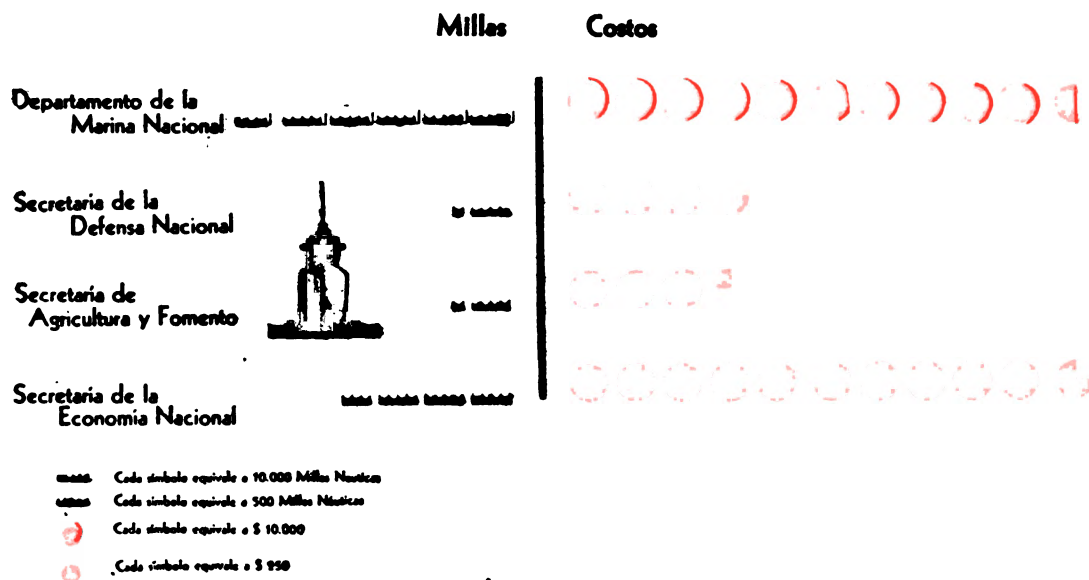 Millas Costos
Departamento de la
Marina Nacional
Secretaria de la
Defensa Nacional
Secretaría de
Agricultura y Fomento
Secretaría de la
Economía Nacional
Cada símbolo equivale a 10.000 Millas Nauticas
Cada símbolo equivale a 500 Millas Náuticas
Cada símbolo equivale a $ 10.000
Cada símbolo equivale a $ 250